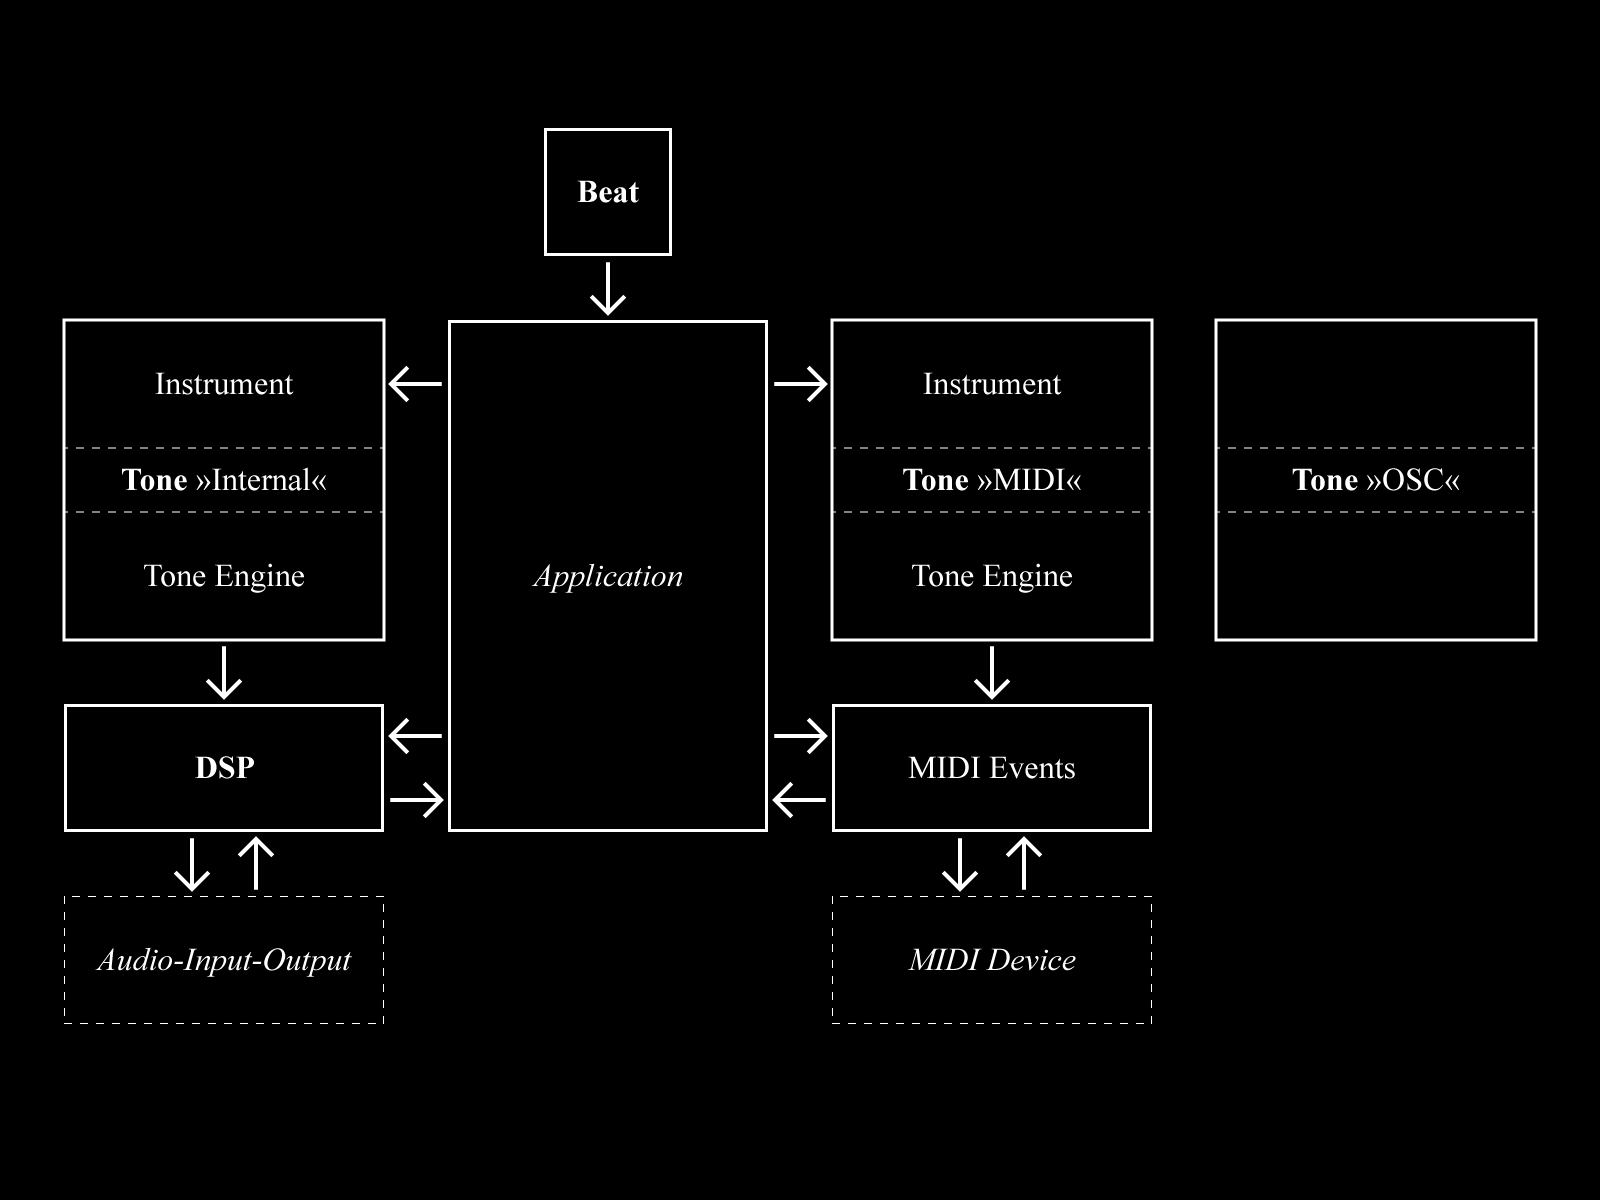 Beat
Instrument
Tone »Internal«
Tone Engine
Application
Instrument
Tone »MIDI«
Tone Engine
Tone »OSC«
DSP
MIDI Events
Audio-Input-Output
MIDI Device